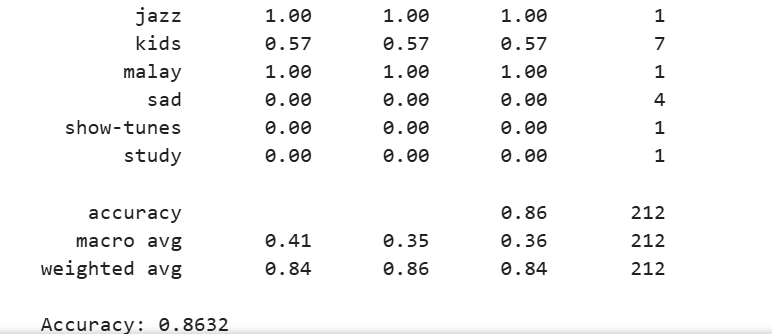 jazz 1.00 1.00 1.00 1
kids 0.57 0.57 0.57 7
malay 1.00 1.00 1.00 1
sad 0.00 0.00 0.00 4
show-tunes 0.00 0.00 0.00 1
study 0.00 0.00 0.00 1
accuracy 0.86 212
macro avg 0.41 0.35 0.36 212
weighted avg 0.84 0.86 0.84 212
Accuracy: 0.8632